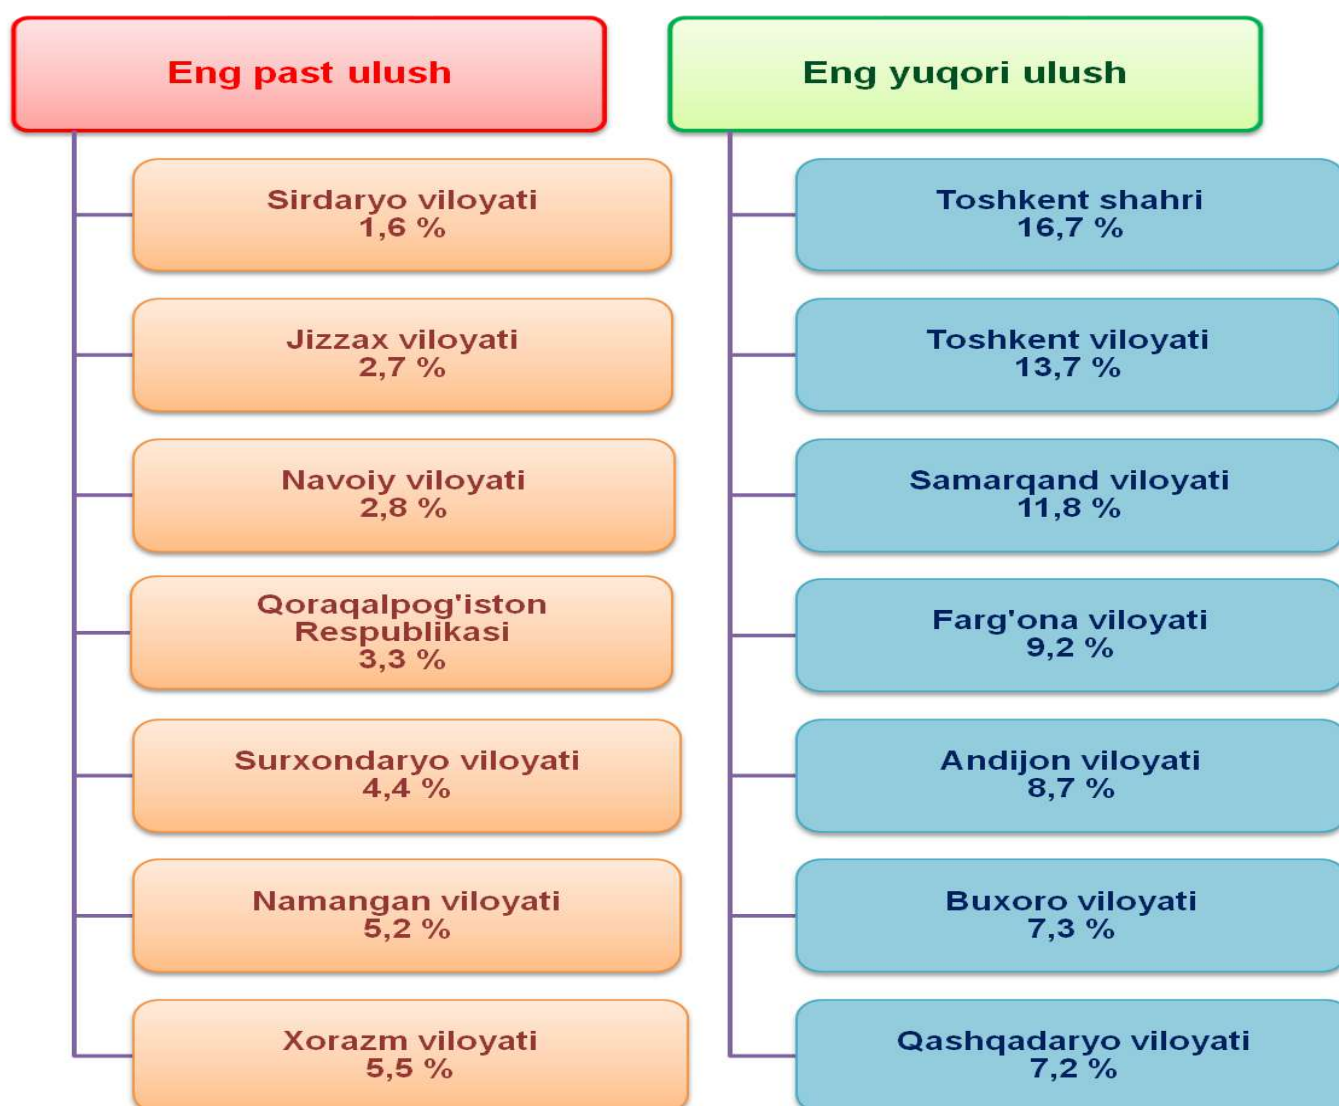 Eng past ulush
Sirdaryo viloyati
1,6 %
Jizzax viloyati
2,7 %
Navoiy viloyati
2,8 %
Qoraqalpog'iston
Respublikasi
3,3 %
Surxondaryo viloyati
4,4 %
Namangan viloyati
5,2 %
Xorazm viloyati
5,5 %
Eng yuqori ulush
Toshkent shahri
16,7 %
Toshkent viloyati
13,7 %
Samarqand viloyati
11,8 %
Farg'ona viloyati
9,2 %
Andijon viloyati
8,7 %
Buxoro viloyati
7,3 %
Qashqadaryo viloyati
7,2 %